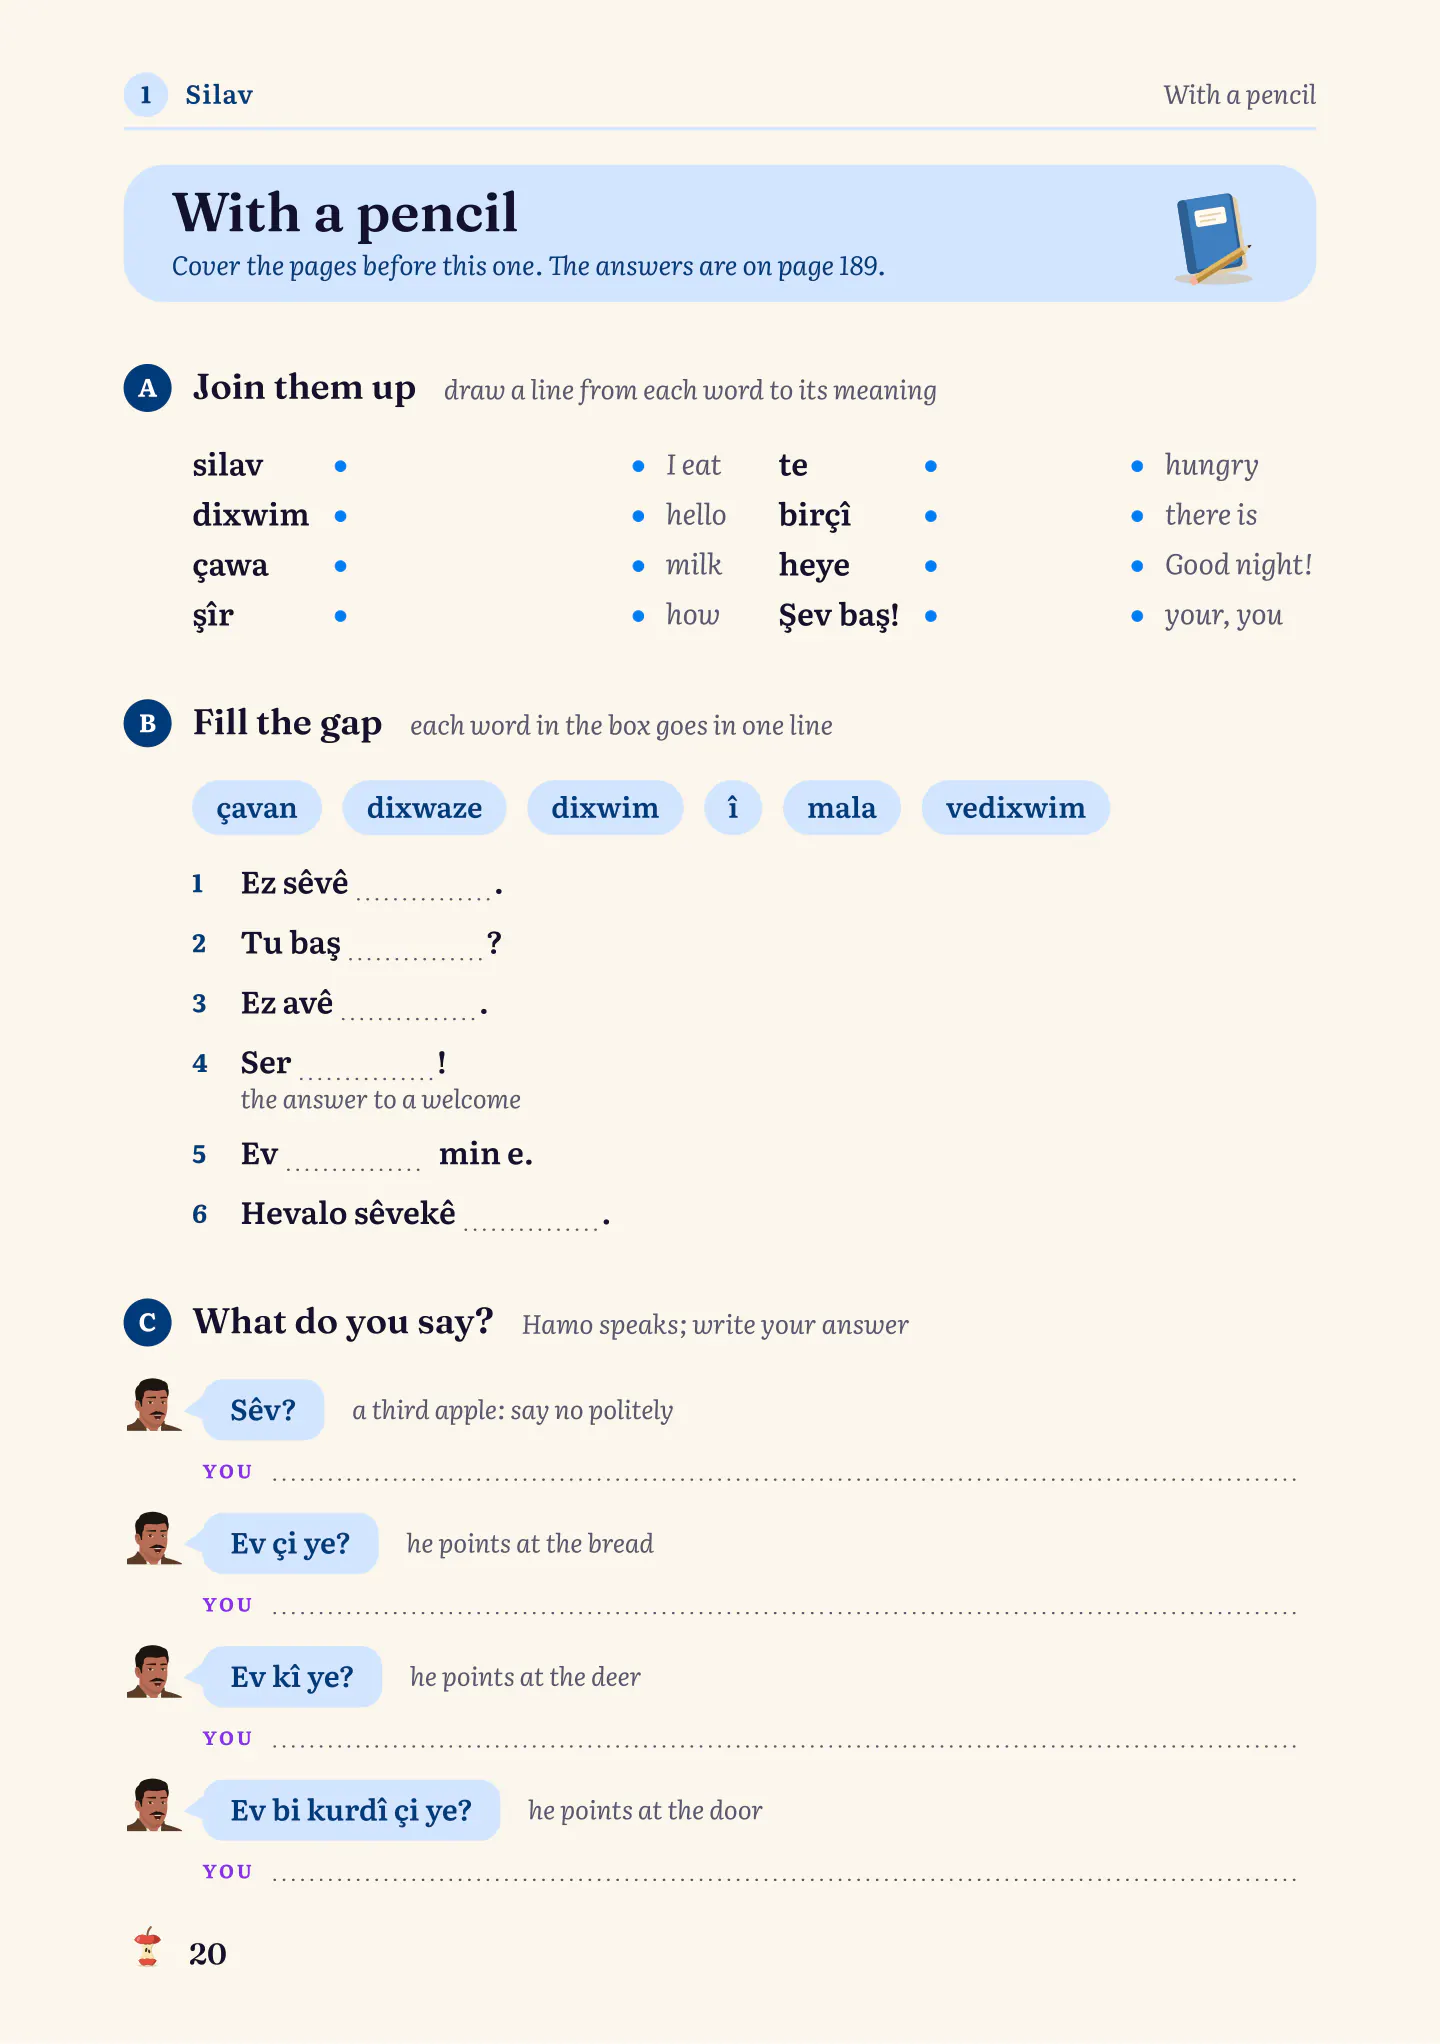 1 Silav
With a pencil
With a pencil
Cover the pages before this one. The answers are on page 189.
A Join them up draw a line from each word to its meaning
silav • • I eat te • • hungry
dixwim • • hello birçî • • there is
çawa • • milk heye • • Good night!
şîr • • how Şev baş! • • your, you
B Fill the gap each word in the box goes in one line
çavan dixwaze dixwim î mala vedixwim
1 Ez sêvê ...............
2 Tu baş ...............?
3 Ez avê ...............
4 Ser ...............!
the answer to a welcome
5 Ev ............... min e.
6 Hevalo sêvekê ...............
C What do you say? Hamo speaks; write your answer
Sêv? a third apple: say no politely
YOU
Ev çi ye? he points at the bread
YOU
Ev kî ye? he points at the deer
YOU
Ev bi kurdî çi ye? he points at the door
YOU
20